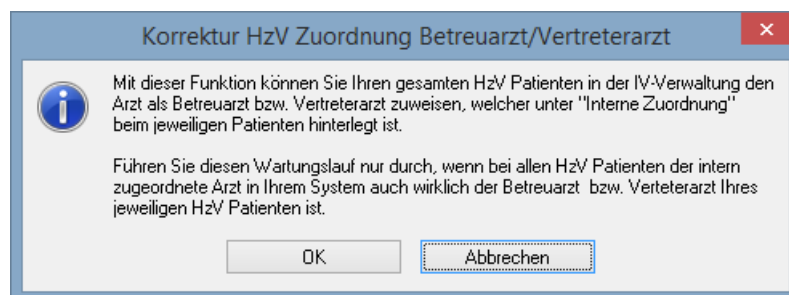 Korrektur HzV Zuordnung Betreuarzt/Vertreterarzt
Mit dieser Funktion können Sie Ihren gesamten HzV Patienten in der IV-Verwaltung den
Arzt als Betreuarzt bzw. Vertreterarzt zuweisen, welcher unter "Interne Zuordnung"
beim jeweiligen Patienten hinterlegt ist.
Führen Sie diesen Wartungslauf nur durch, wenn bei allen HzV Patienten der intern
zugeordnete Arzt in Ihrem System auch wirklich der Betreuarzt  bzw. Verteterarzt Ihres
jeweiligen HzV Patienten ist.
OK
Abbrechen